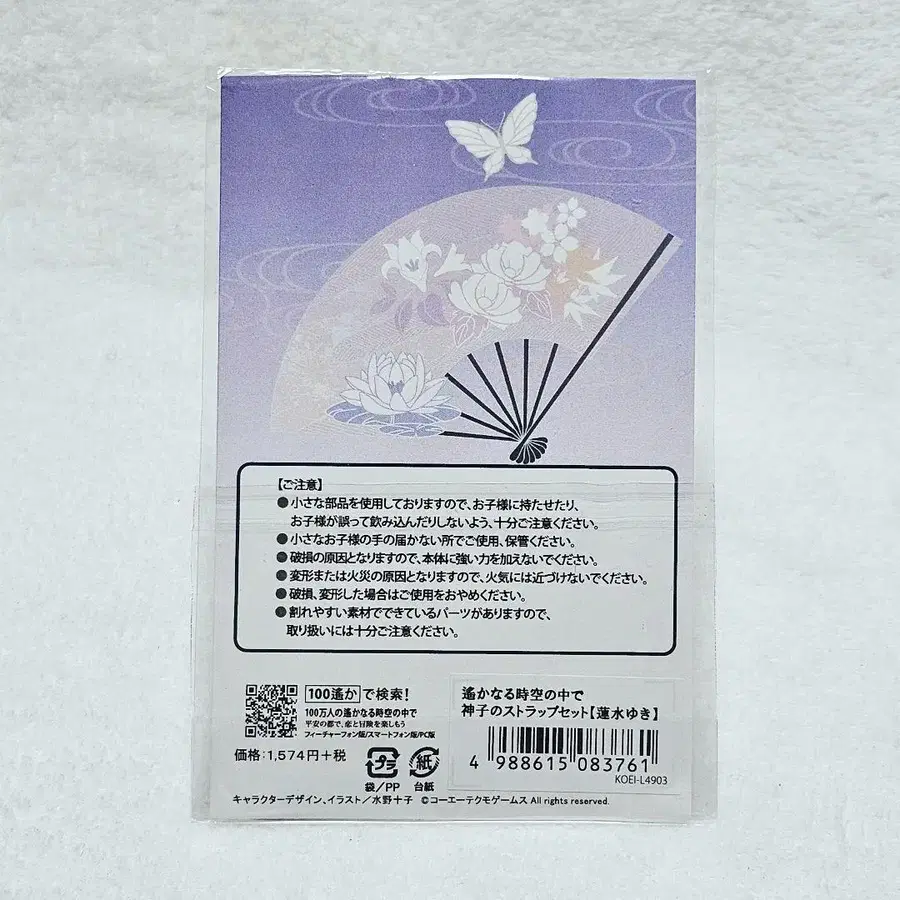 【ご注意】
●小さな部品を使用しておりますので、お子様に持たせたり、
お子様が誤って飲み込んだりしないよう、十分ご注意ください。
●小さなお子様の手の届かない所でご使用、保管ください。
●破損の原因となりますので、本体に強い力を加えないでください。
●変形または火災の原因となりますので、火気には近づけないでください。
●破損、変形した場合はご使用をおやめください。
●割れやすい素材でできているパーツがありますので、
取り扱いには十分ご注意ください。
100遙か で検索!
100万人の遙かなる時空の中で
平安の都で、恋と冒険を楽しもう
フィーチャーフォン版/スマートフォン版/PC版
価格:1,574円+税
プラ
袋/PP
紙
台紙
遙かなる時空の中で
神子のストラップセット【蓮水ゆき】
4 988615 083761
KOEI-L4903
キャラクターデザイン、イラスト/水野十子 ©コーエーテクモゲームス All rights reserved.